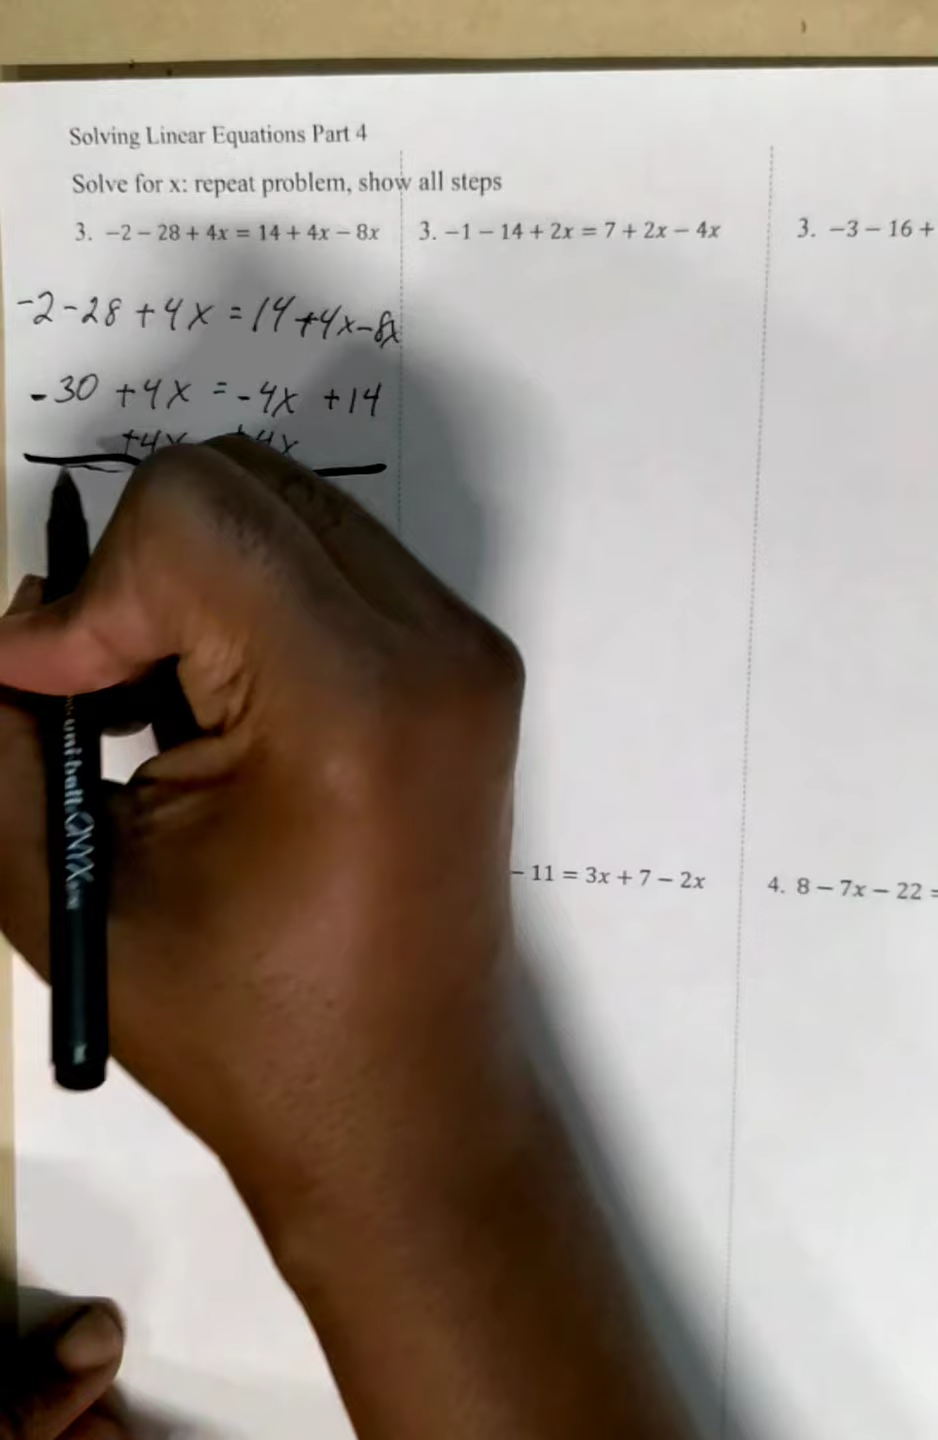 Solving Linear Equations Part 4
Solve for x: repeat problem, show all steps
3. −2 − 28 + 4x = 14 + 4x − 8x
3. −1 − 14 + 2x = 7 + 2x − 4x
3. −3 − 16 +
-2-28 +4x = 14 +4x-8x
-30 +4x = -4x +14
+4x +4x
− 11 = 3x + 7 − 2x
4. 8 − 7x − 22 =
uniball ONYX